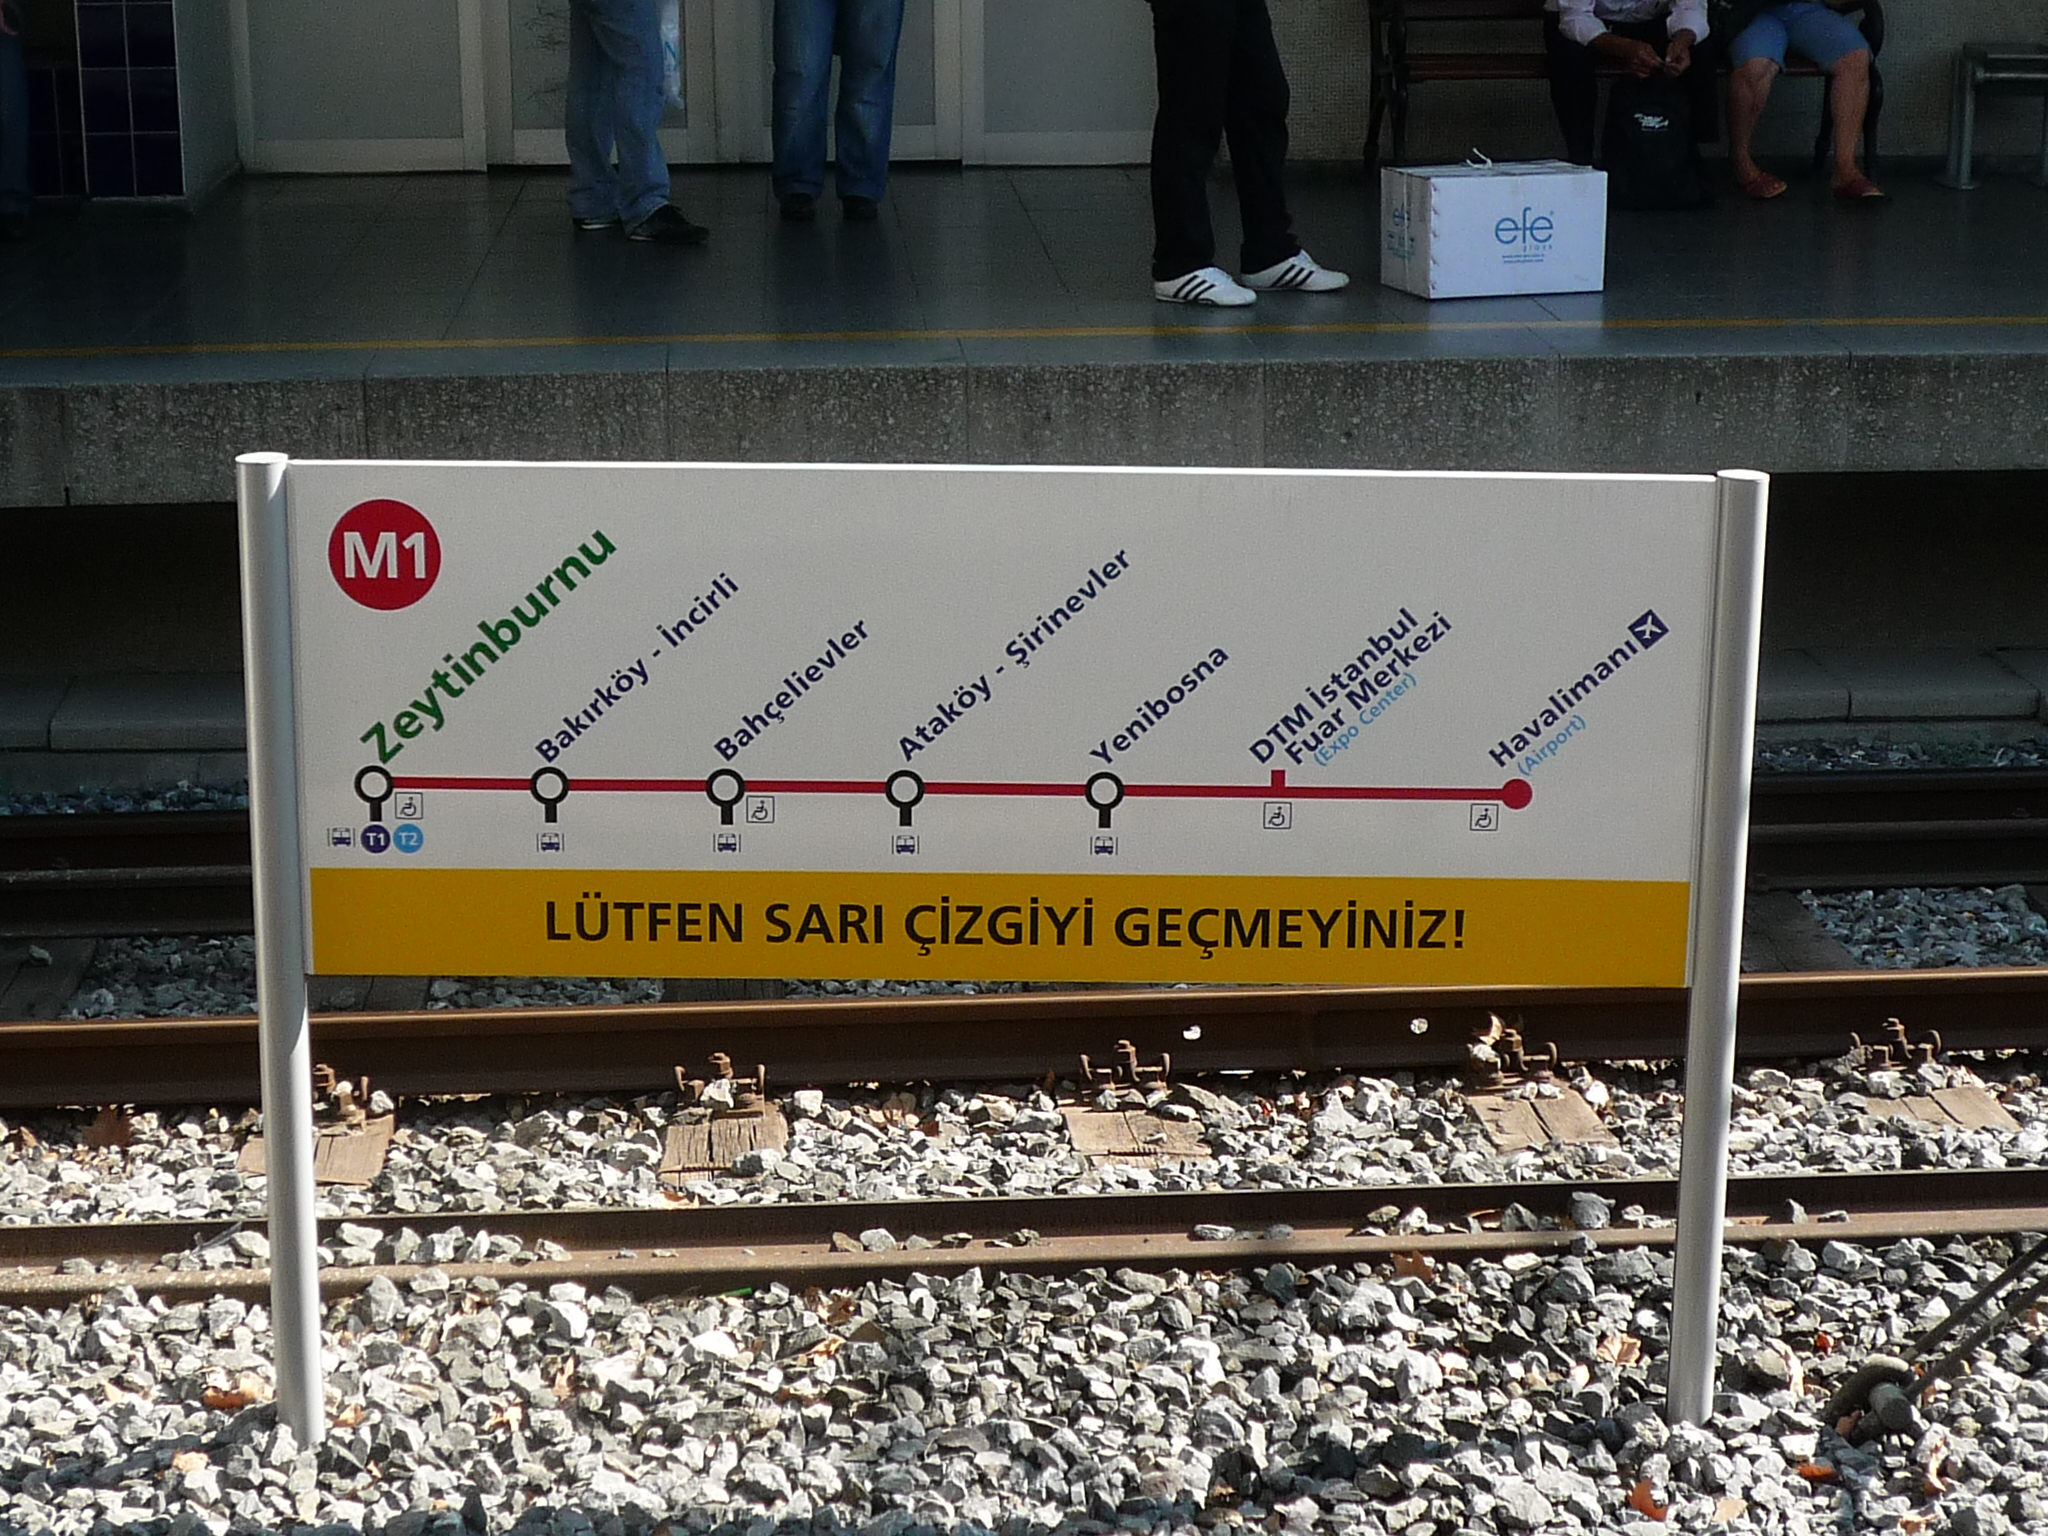 efe
glass
M1
Zeytinburnu
Bakırköy - İncirli
Bahçelievler
Ataköy - Şirinevler
Yenibosna
DTM İstanbul
Fuar Merkezi
(Expo Center)
Havalimanı
(Airport)
T1 T2
LÜTFEN SARI ÇİZGİYİ GEÇMEYİNİZ!